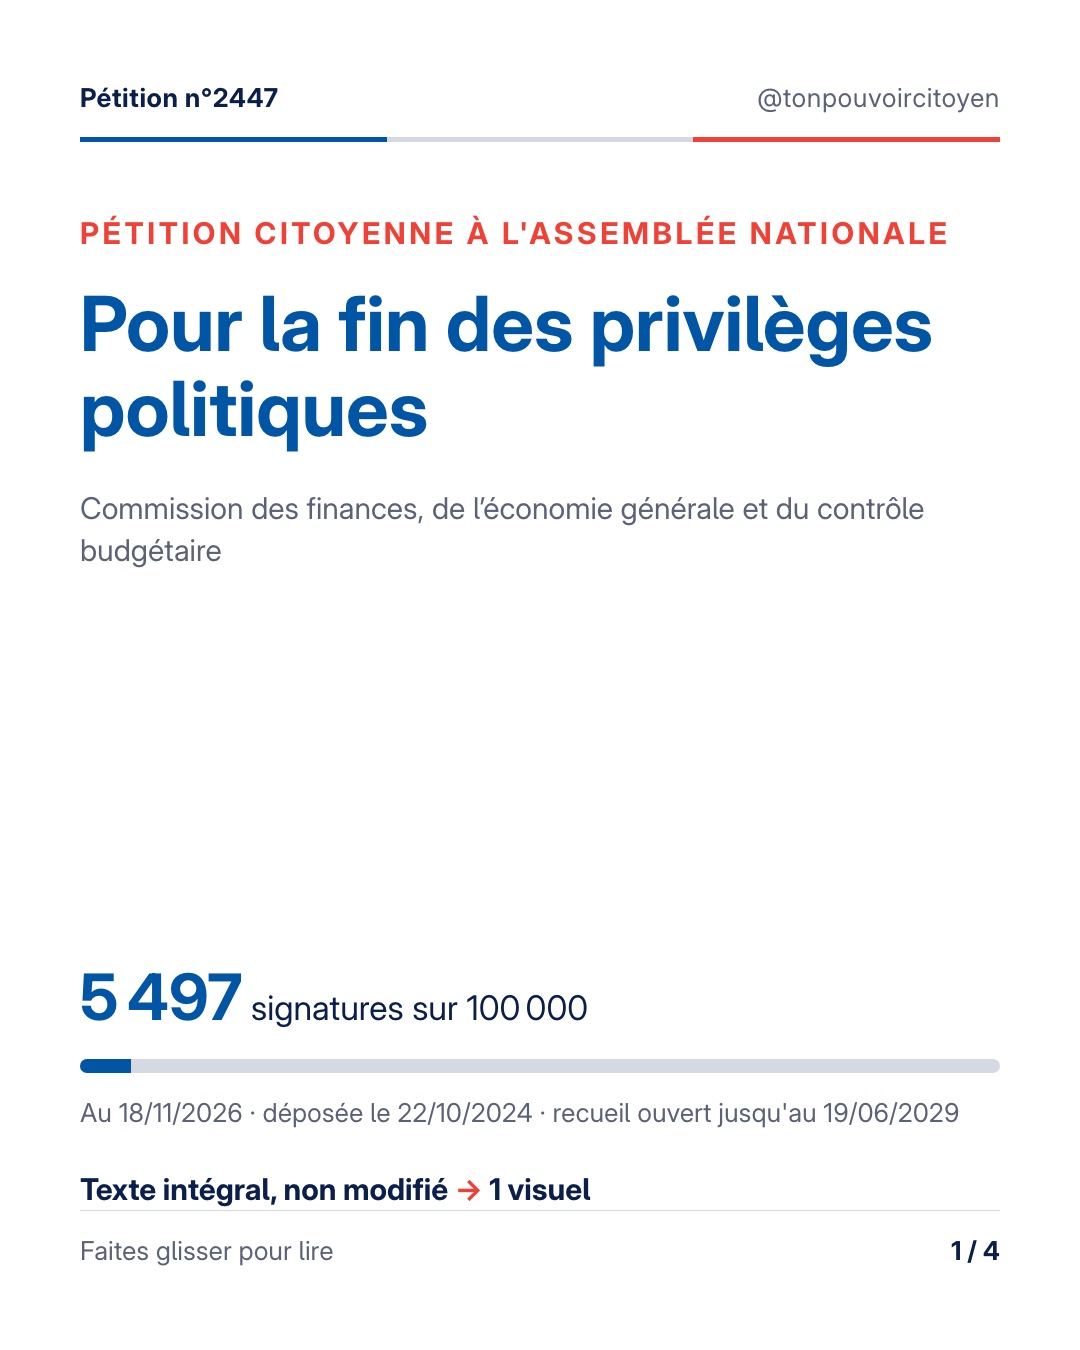 Pétition n°2447
@tonpouvoircitoyen
PÉTITION CITOYENNE À L'ASSEMBLÉE NATIONALE
Pour la fin des privilèges
politiques
Commission des finances, de l’économie générale et du contrôle
budgétaire
5 497 signatures sur 100 000
Au 18/11/2026 · déposée le 22/10/2024 · recueil ouvert jusqu'au 19/06/2029
Texte intégral, non modifié → 1 visuel
Faites glisser pour lire
1 / 4